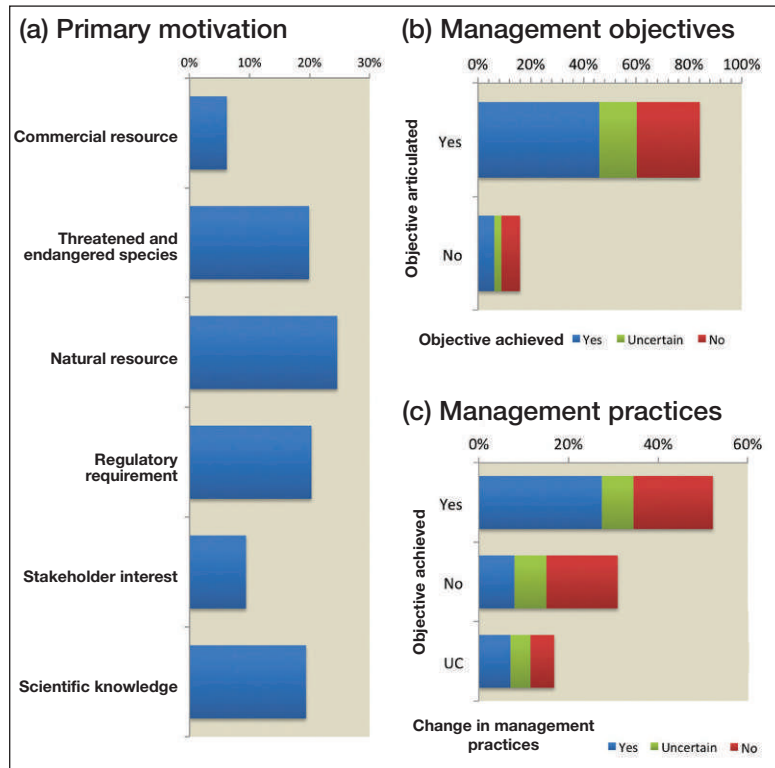 (a) Primary motivation
0% 10% 20% 30%
Commercial resource
Threatened and
endangered species
Natural resource
Regulatory
requirement
Stakeholder interest
Scientific knowledge
(b) Management objectives
0% 20% 40% 60% 80% 100%
Objective articulated
Yes
No
Objective achieved Yes Uncertain No
(c) Management practices
0% 20% 40% 60%
Objective achieved
Yes
No
UC
Change in management
practices Yes Uncertain No